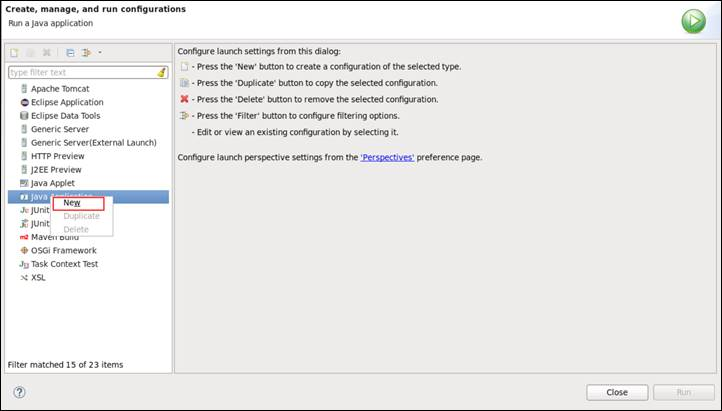 Create, manage, and run configurations
Run a Java application
type filter text
Apache Tomcat
Eclipse Application
Eclipse Data Tools
Generic Server
Generic Server(External Launch)
HTTP Preview
J2EE Preview
Java Applet
Java Application
New
JUnit
Duplicate
JUnit
Delete
Maven Build
OSGi Framework
Task Context Test
XSL
Filter matched 15 of 23 items
Configure launch settings from this dialog:
- Press the 'New' button to create a configuration of the selected type.
- Press the 'Duplicate' button to copy the selected configuration.
- Press the 'Delete' button to remove the selected configuration.
- Press the 'Filter' button to configure filtering options.
- Edit or view an existing configuration by selecting it.
Configure launch perspective settings from the 'Perspectives' preference page.
Close
Run